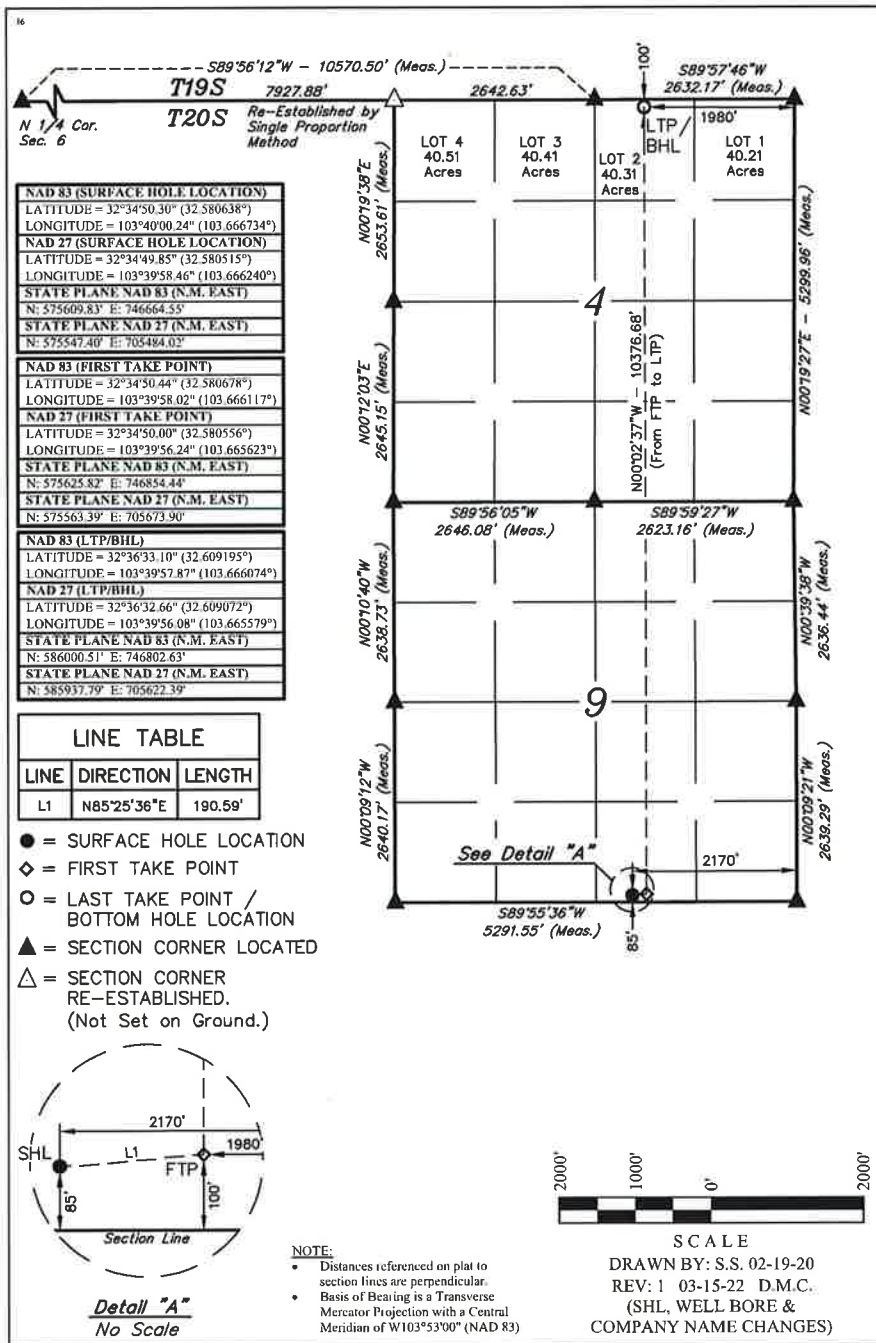 16
S89°56'12"W - 10570.50' (Meas.)
T19S
7927.88'
2642.63'
T20S
Re-Established by
Single Proportion
Method
N 1/4 Cor.
Sec. 6
100'
S89°57'46"W
2632.17' (Meas.)
1980'
LTP/
BHL
LOT 4
40.51
Acres
LOT 3
40.41
Acres
LOT 2
40.31
Acres
LOT 1
40.21
Acres
N00°19'38"E
2653.61' (Meas.)
N00°12'03"E
2645.15' (Meas.)
4
N00°02'37"W - 10376.68'
(From FTP to LTP)
N00°19'27"E - 5299.96' (Meas.)
S89°56'05"W
2646.08' (Meas.)
S89°59'27"W
2623.16' (Meas.)
N00°10'40"W
2638.73' (Meas.)
N00°39'38"W
2636.44' (Meas.)
9
N00°09'12"W
2640.17' (Meas.)
N00°09'21"W
2639.29' (Meas.)
See Detail "A"
2170'
S89°55'36"W
5291.55' (Meas.)
85'
NAD 83 (SURFACE HOLE LOCATION)
LATITUDE = 32°34'50.30" (32.580638°)
LONGITUDE = 103°40'00.24" (103.666734°)
NAD 27 (SURFACE HOLE LOCATION)
LATITUDE = 32°34'49.85" (32.580515°)
LONGITUDE = 103°39'58.46" (103.666240°)
STATE PLANE NAD 83 (N.M. EAST)
N: 575609.83' E: 746664.55'
STATE PLANE NAD 27 (N.M. EAST)
N: 575547.40' E: 705484.02'
NAD 83 (FIRST TAKE POINT)
LATITUDE = 32°34'50.44" (32.580678°)
LONGITUDE = 103°39'58.02" (103.666117°)
NAD 27 (FIRST TAKE POINT)
LATITUDE = 32°34'50.00" (32.580556°)
LONGITUDE = 103°39'56.24" (103.665623°)
STATE PLANE NAD 83 (N.M. EAST)
N: 575625.82' E: 746854.44'
STATE PLANE NAD 27 (N.M. EAST)
N: 575563.39' E: 705673.90'
NAD 83 (LTP/BHL)
LATITUDE = 32°36'33.10" (32.609195°)
LONGITUDE = 103°39'57.87" (103.666074°)
NAD 27 (LTP/BHL)
LATITUDE = 32°36'32.66" (32.609072°)
LONGITUDE = 103°39'56.08" (103.665579°)
STATE PLANE NAD 83 (N.M. EAST)
N: 586000.51' E: 746802.63'
STATE PLANE NAD 27 (N.M. EAST)
N: 585937.79' E: 705622.39'
LINE TABLE
LINE DIRECTION LENGTH
L1 N85°25'36"E 190.59'
= SURFACE HOLE LOCATION
= FIRST TAKE POINT
= LAST TAKE POINT /
BOTTOM HOLE LOCATION
= SECTION CORNER LOCATED
= SECTION CORNER
RE-ESTABLISHED.
(Not Set on Ground.)
2170'
SHL
L1
1980'
FTP
85'
100'
Section Line
Detail "A"
No Scale
NOTE:
• Distances referenced on plat to
section lines are perpendicular.
• Basis of Bearing is a Transverse
Mercator Projection with a Central
Meridian of W103°53'00" (NAD 83)
2000'
1000'
0'
2000'
SCALE
DRAWN BY: S.S. 02-19-20
REV: 1 03-15-22 D.M.C.
(SHL, WELL BORE &
COMPANY NAME CHANGES)